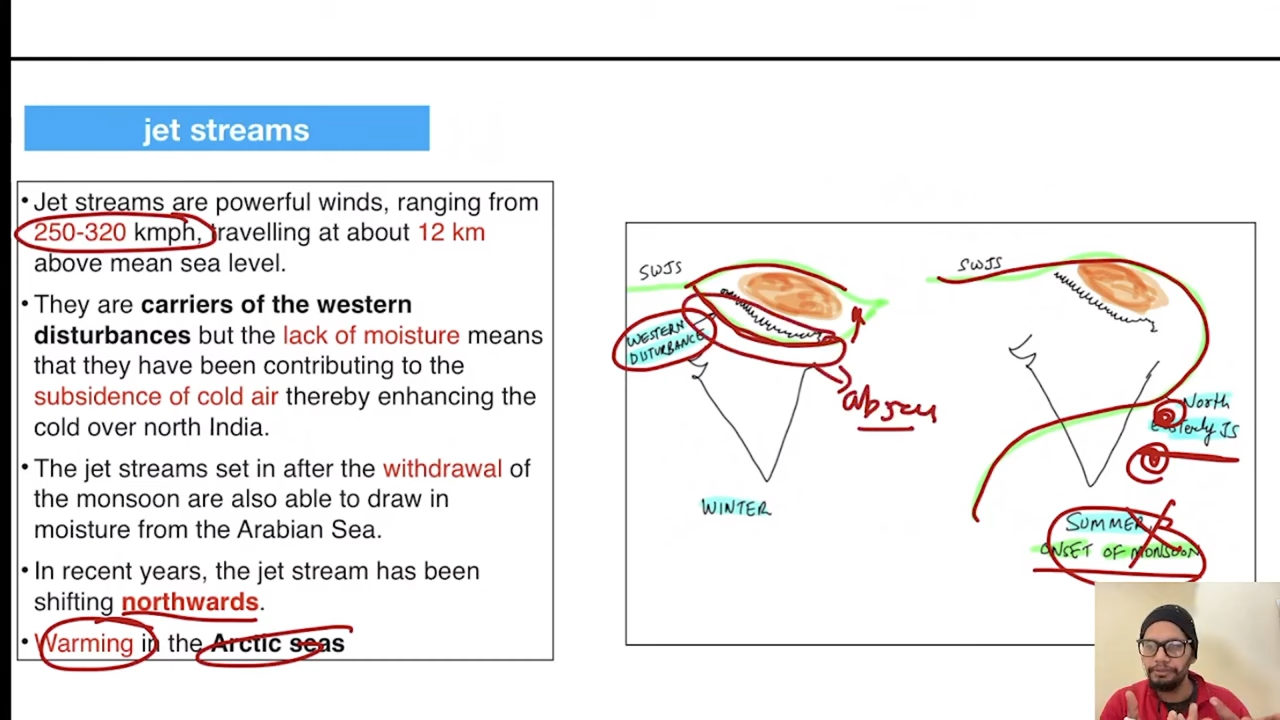 jet streams
• Jet streams are powerful winds, ranging from
250-320 kmph, travelling at about 12 km
above mean sea level.
• They are carriers of the western
disturbances but the lack of moisture means
that they have been contributing to the
subsidence of cold air thereby enhancing the
cold over north India.
• The jet streams set in after the withdrawal of
the monsoon are also able to draw in
moisture from the Arabian Sea.
• In recent years, the jet stream has been
shifting northwards.
• Warming in the Arctic seas
SWJS
WESTERN
DISTURBANCE
WINTER
SWJS
North
Easterly JS
SUMMER
ONSET OF MONSOON